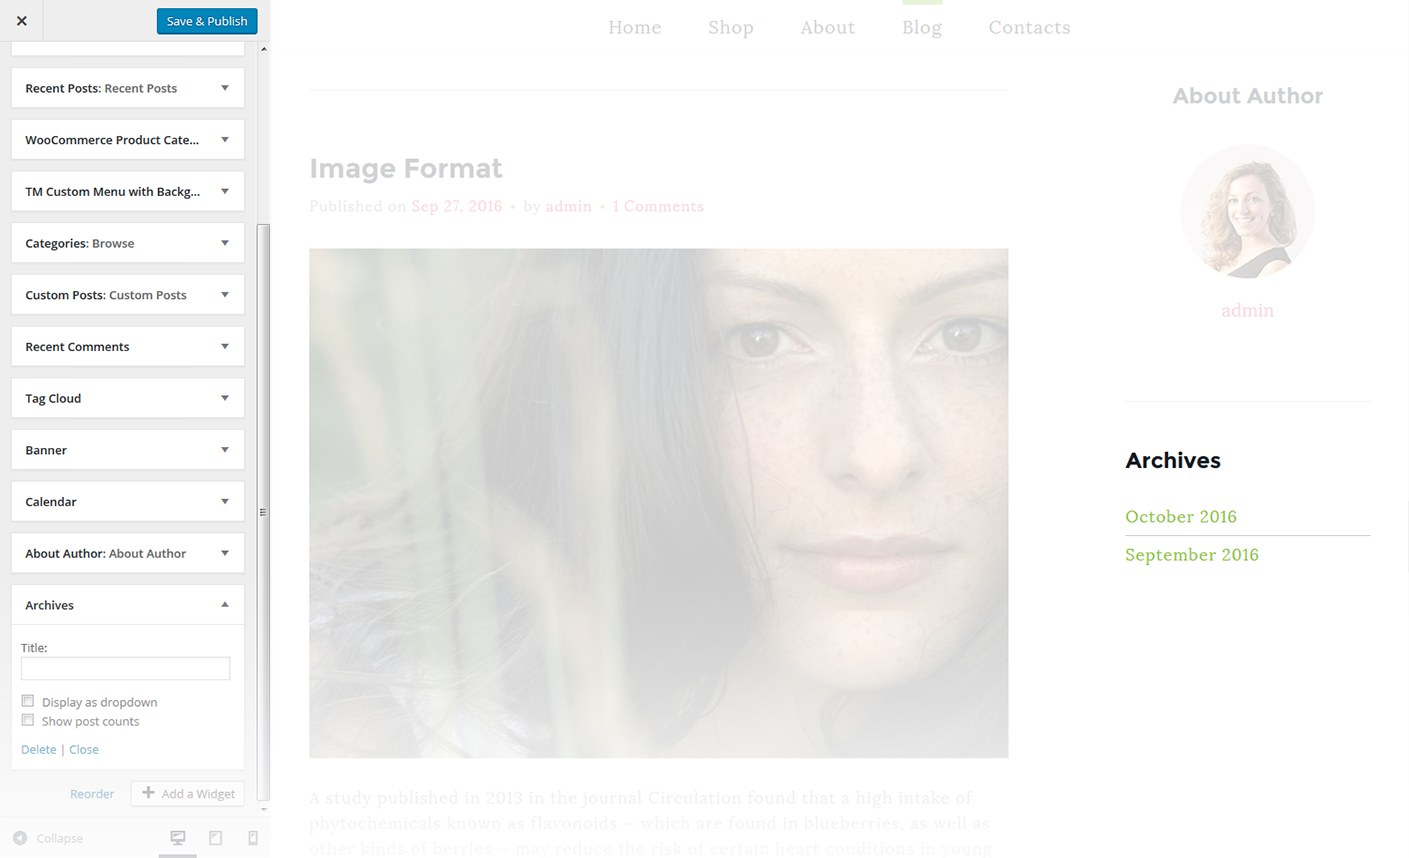 Save & Publish
Recent Posts: Recent Posts
WooCommerce Product Cate...
TM Custom Menu with Backg...
Categories: Browse
Custom Posts: Custom Posts
Recent Comments
Tag Cloud
Banner
Calendar
About Author: About Author
Archives
Title:
Display as dropdown
Show post counts
Delete | Close
Reorder
Add a Widget
Collapse
Home Shop About Blog Contacts
Image Format
Published on Sep 27, 2016 • by admin • 1 Comments
A study published in 2013 in the journal Circulation found that a high intake of
phytochemicals known as flavonoids – which are found in blueberries, as well as
other kinds of berries – may reduce the risk of certain heart conditions in young
About Author
admin
Archives
October 2016
September 2016